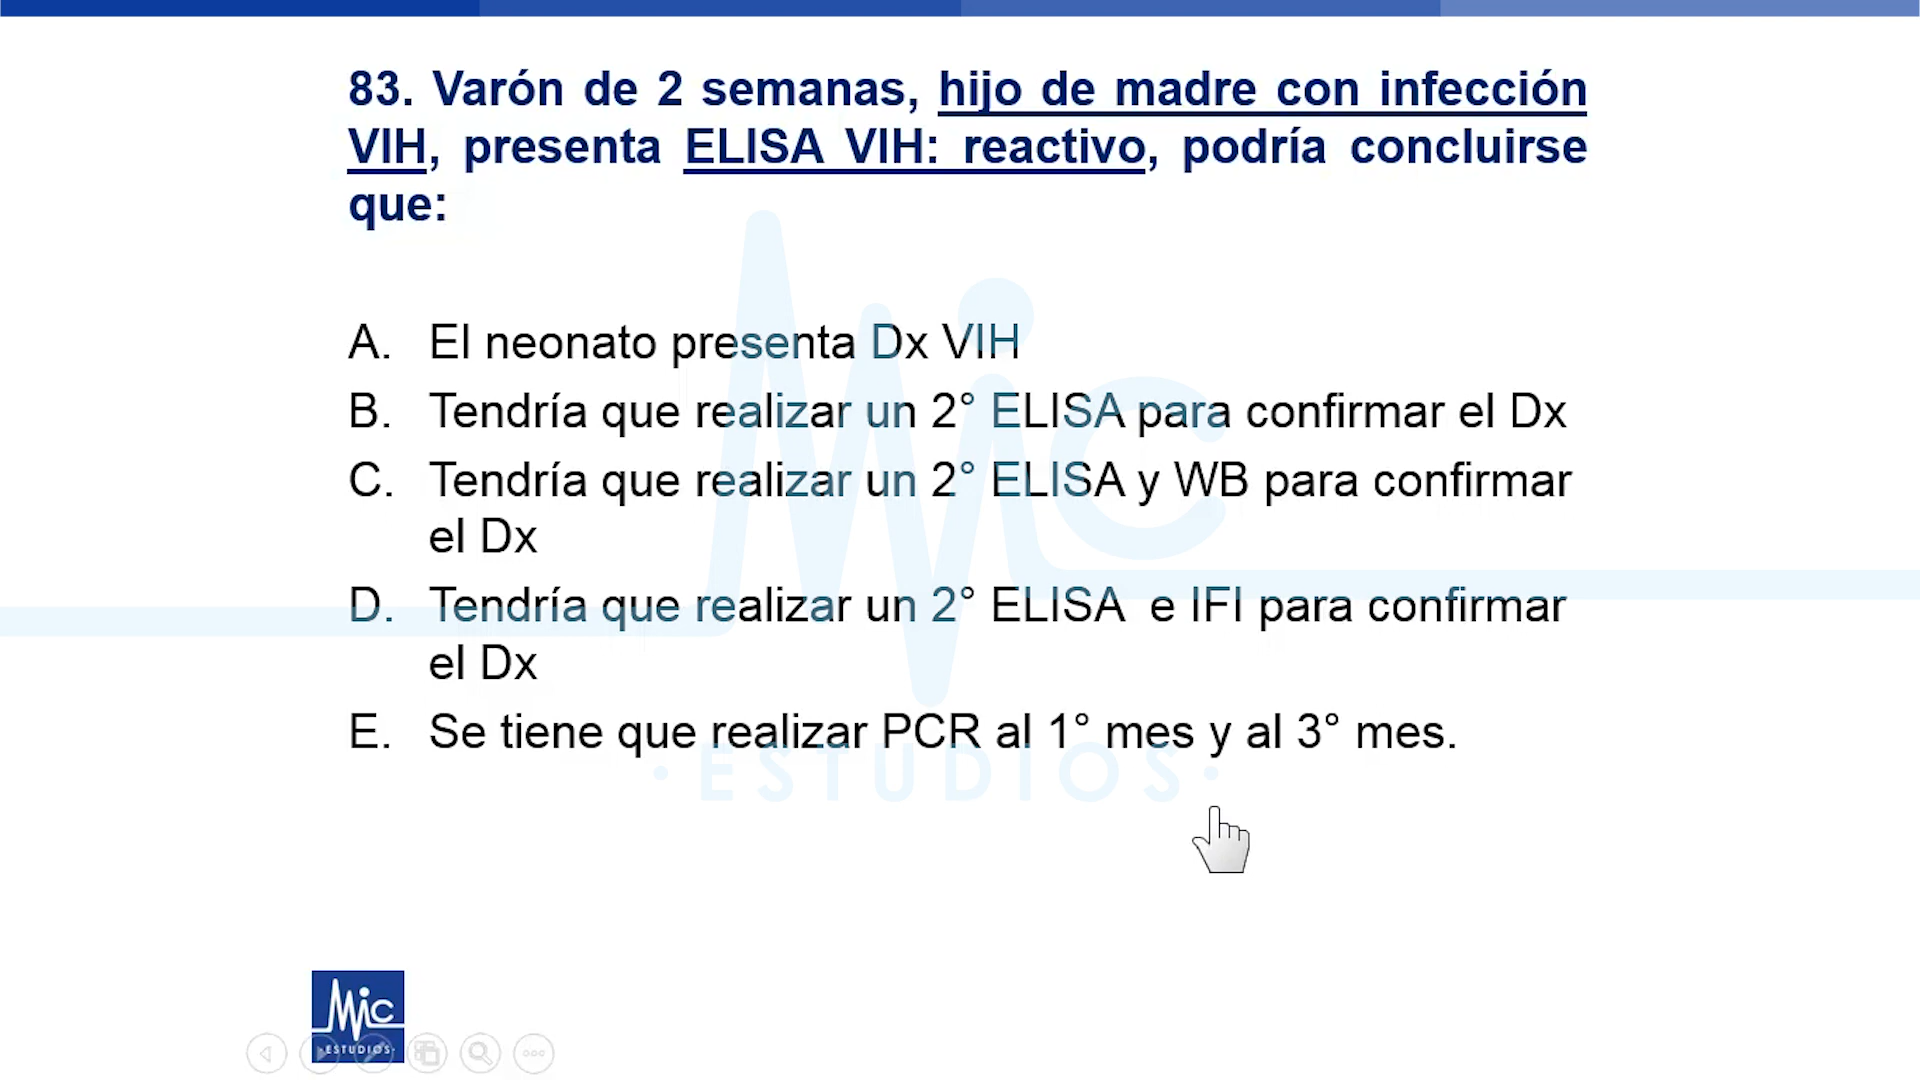 83. Varón de 2 semanas, hijo de madre con infección
VIH, presenta ELISA VIH: reactivo, podría concluirse
que:
A. El neonato presenta Dx VIH
B. Tendría que realizar un 2° ELISA para confirmar el Dx
C. Tendría que realizar un 2° ELISA y WB para confirmar
el Dx
D. Tendría que realizar un 2° ELISA e IFI para confirmar
el Dx
E. Se tiene que realizar PCR al 1° mes y al 3° mes.
Mic
·ESTUDIOS·
Mic
·ESTUDIOS·